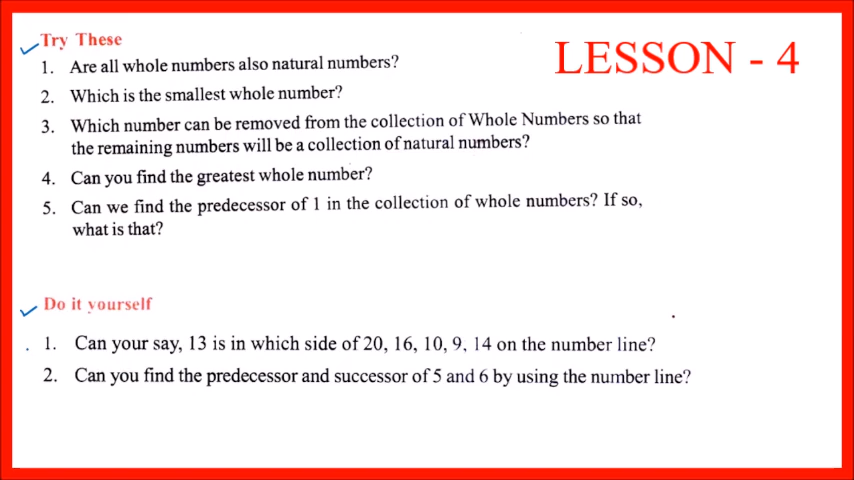 Try These
LESSON - 4
1. Are all whole numbers also natural numbers?
2. Which is the smallest whole number?
3. Which number can be removed from the collection of Whole Numbers so that
the remaining numbers will be a collection of natural numbers?
4. Can you find the greatest whole number?
5. Can we find the predecessor of 1 in the collection of whole numbers? If so,
what is that?
Do it yourself
1. Can your say, 13 is in which side of 20, 16, 10, 9, 14 on the number line?
2. Can you find the predecessor and successor of 5 and 6 by using the number line?